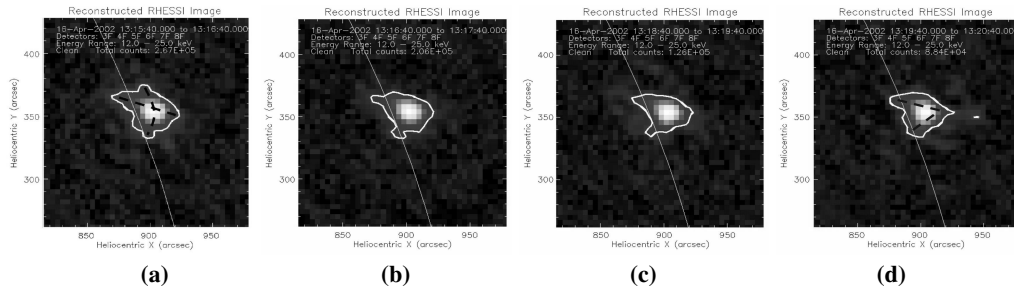 Reconstructed RHESSI Image
16-Apr-2002 13:15:40.000 to 13:16:40.000
Detectors: 3F 4F 5F 6F 7F 8F
Energy Range: 12.0 – 25.0 keV
Clean Total counts: 2.67E+05
Heliocentric Y (arcsec)
400
350
300
850
900
950
Heliocentric X (arcsec)
(a)
Reconstructed RHESSI Image
16-Apr-2002 13:16:40.000 to 13:17:40.000
Detectors: 3F 4F 5F 6F 7F 8F
Energy Range: 12.0 – 25.0 keV
Clean Total counts: 2.06E+05
Heliocentric Y (arcsec)
400
350
300
850
900
950
Heliocentric X (arcsec)
(b)
Reconstructed RHESSI Image
16-Apr-2002 13:18:40.000 to 13:19:40.000
Detectors: 3F 4F 5F 6F 7F 8F
Energy Range: 12.0 – 25.0 keV
Clean Total counts: 1.26E+05
Heliocentric Y (arcsec)
400
350
300
850
900
950
Heliocentric X (arcsec)
(c)
Reconstructed RHESSI Image
16-Apr-2002 13:19:40.000 to 13:20:40.000
Detectors: 3F 4F 5F 6F 7F 8F
Energy Range: 12.0 – 25.0 keV
Clean Total counts: 8.84E+04
Heliocentric Y (arcsec)
400
350
300
850
900
950
Heliocentric X (arcsec)
(d)